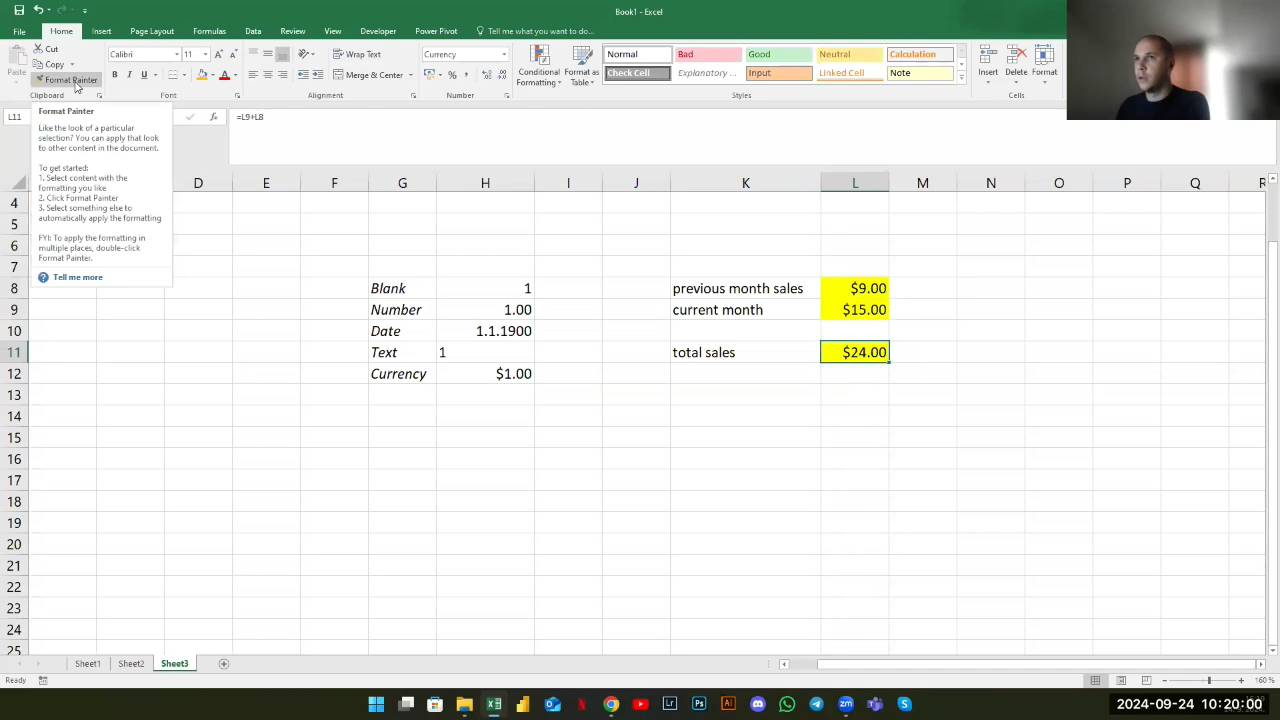 Book1 - Excel
File Home Insert Page Layout Formulas Data Review View Developer Power Pivot Tell me what you want to do...
Paste Cut Calibri 11 Wrap Text Currency Conditional Formatting Format as Table Normal Bad Good Neutral Calculation Insert Delete Format
Copy B I U Merge & Center % Check Cell Explanatory ... Input Linked Cell Note
Format Painter
Clipboard Font Alignment Number Styles Cells
L11 fx =L9+L8
Format Painter
Like the look of a particular
selection? You can apply that look
to other content in the document.
To get started:
1. Select content with the
formatting you like
2. Click Format Painter
3. Select something else to
automatically apply the formatting
FYI: To apply the formatting in
multiple places, double-click
Format Painter.
? Tell me more
D E F G H I J K L M N O P Q R
4
5
6
7
8 Blank 1 previous month sales $9.00
9 Number 1.00 current month $15.00
10 Date 1.1.1900
11 Text 1 total sales $24.00
12 Currency $1.00
13
14
15
16
17
18
19
20
21
22
23
24
25
Sheet1 Sheet2 Sheet3
Ready 160 %
2024-09-24 10:20:00